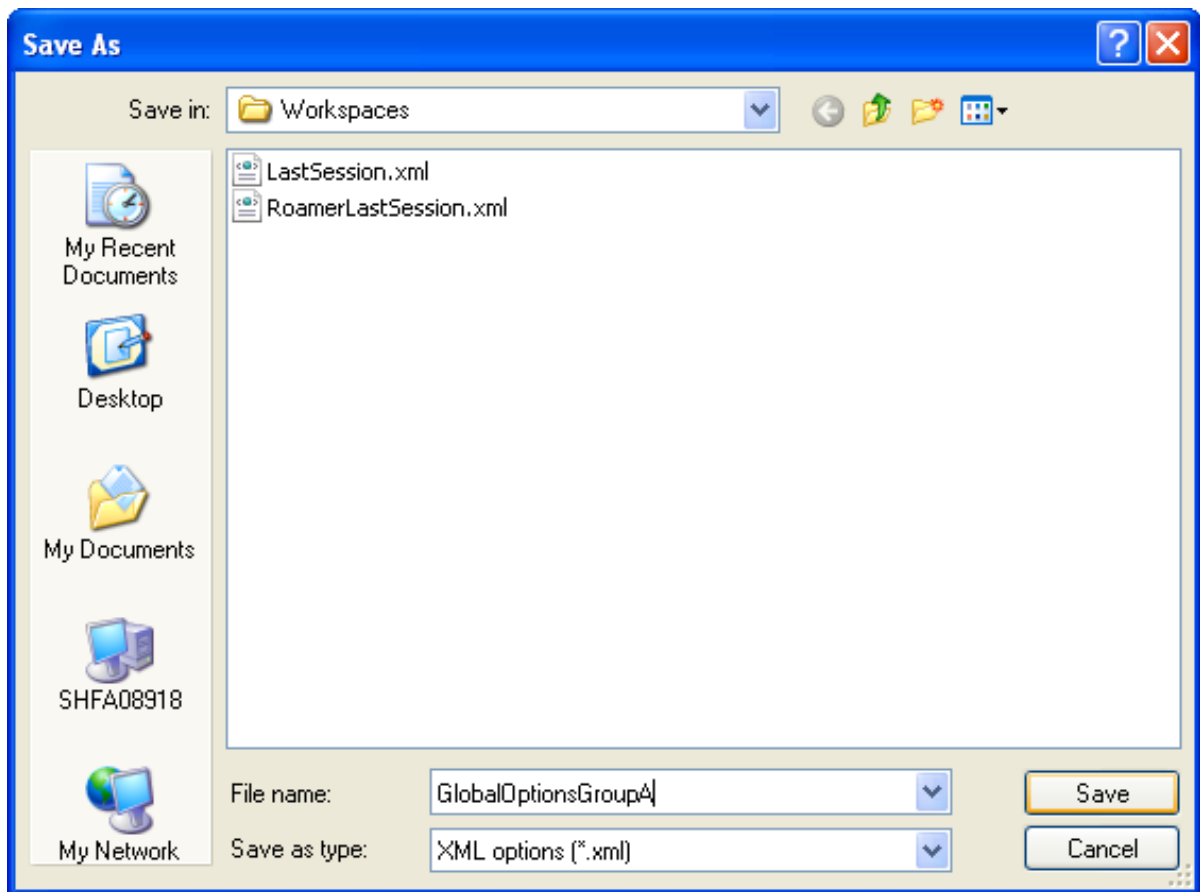 Save As
Save in:
Workspaces
LastSession.xml
RoamerLastSession.xml
My Recent
Documents
Desktop
My Documents
SHFA08918
My Network
File name:
GlobalOptionsGroupA
Save
Save as type:
XML options (*.xml)
Cancel